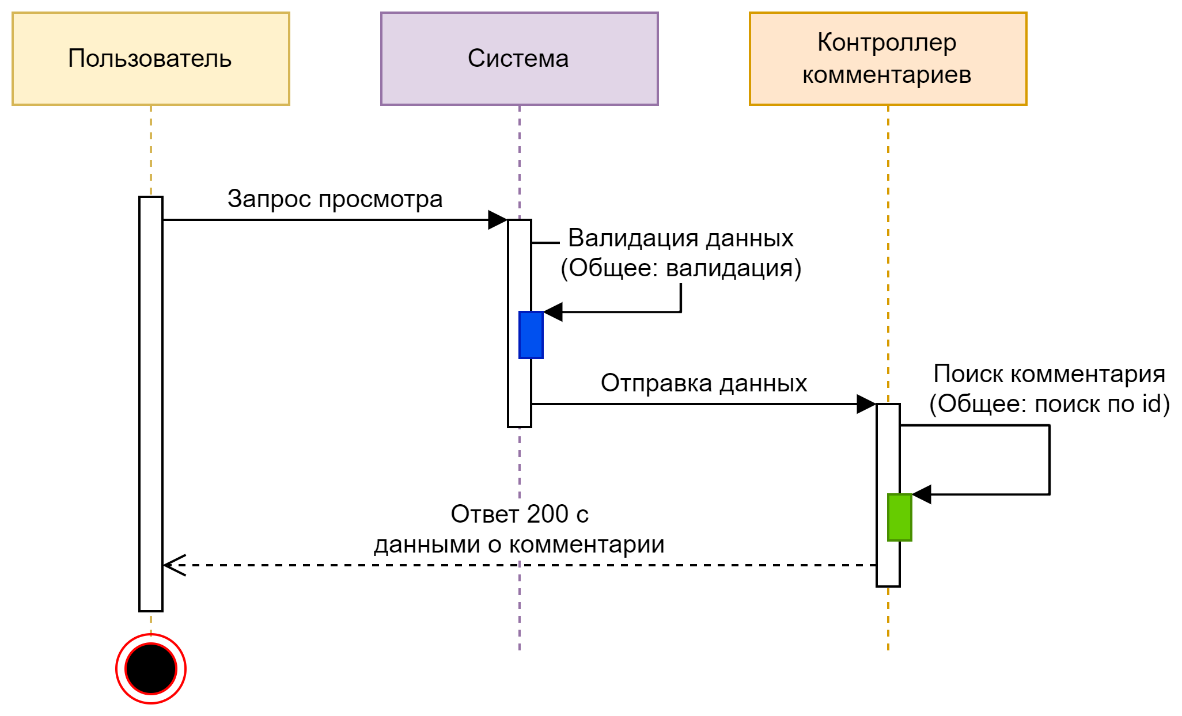 Пользователь
Система
Контроллер
комментариев
Запрос просмотра
Валидация данных
(Общее: валидация)
Отправка данных
Поиск комментария
(Общее: поиск по id)
Ответ 200 с
данными о комментарии